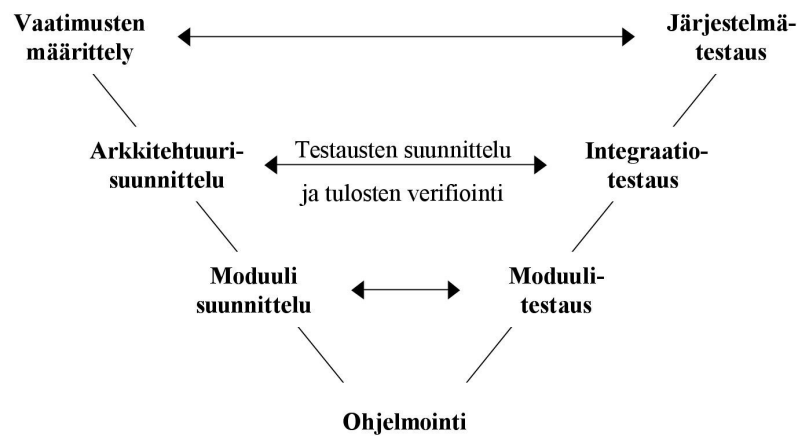 Vaatimusten
määrittely
Järjestelmä-
testaus
Arkkitehtuuri-
suunnittelu
Testausten suunnittelu
ja tulosten verifiointi
Integraatio-
testaus
Moduuli
suunnittelu
Moduuli-
testaus
Ohjelmointi